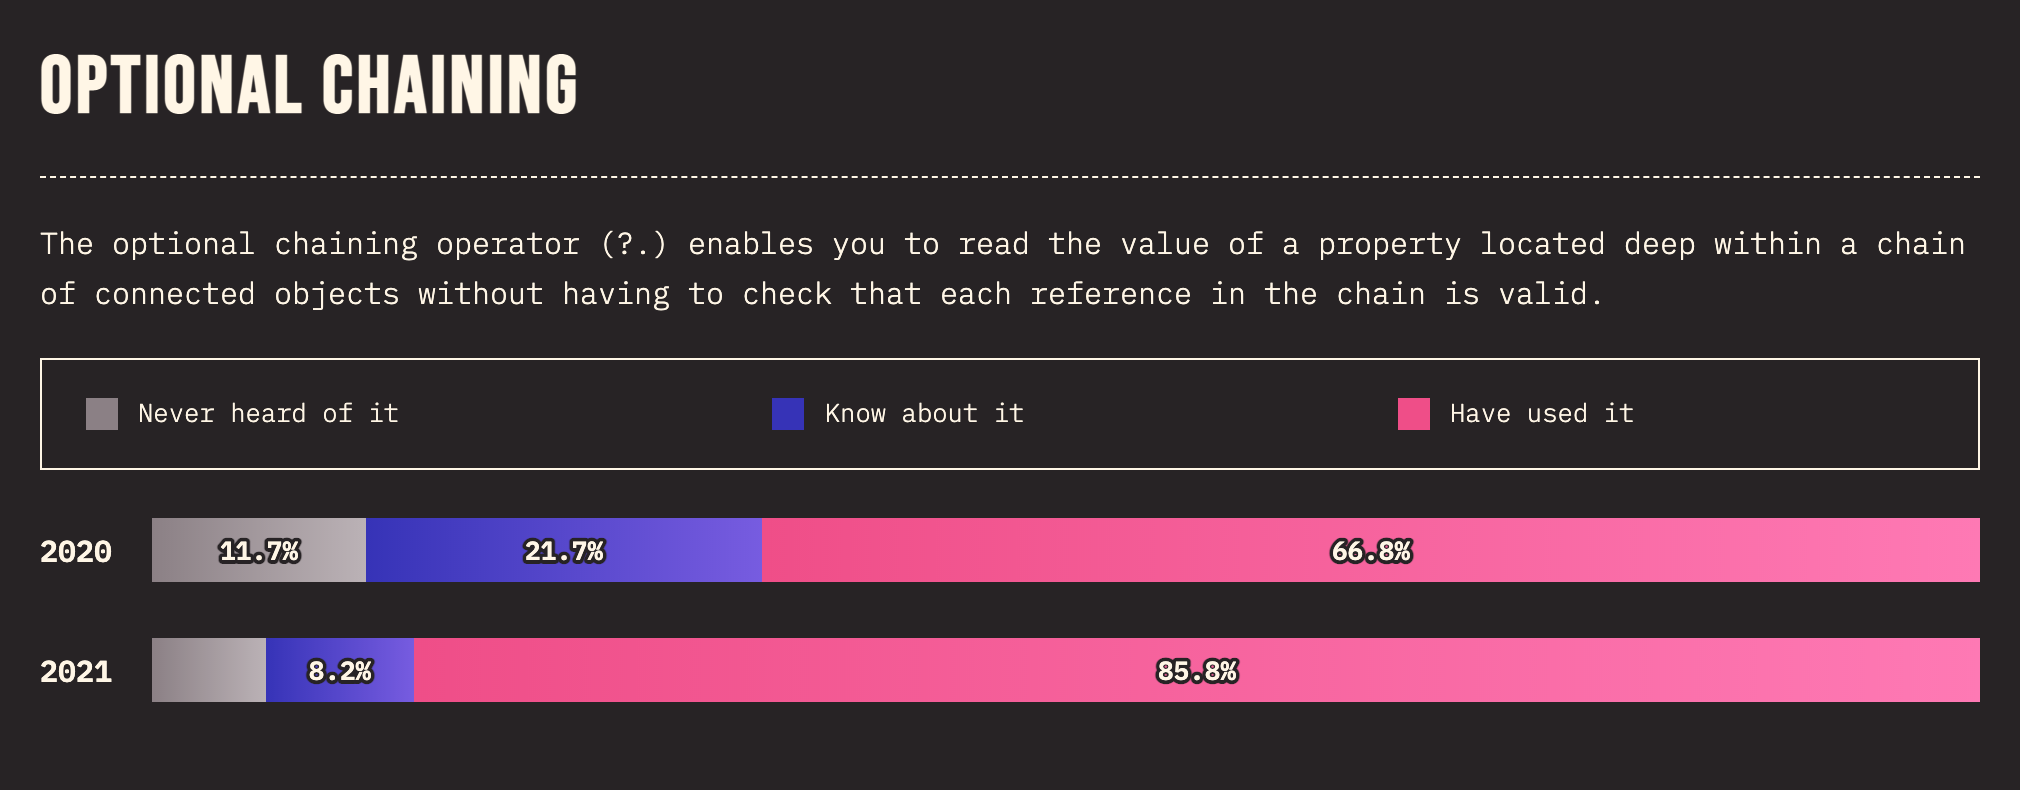 OPTIONAL CHAINING
The optional chaining operator (?.) enables you to read the value of a property located deep within a chain
of connected objects without having to check that each reference in the chain is valid.
Never heard of it Know about it Have used it
2020 11.7% 21.7% 66.8%
2021 8.2% 85.8%